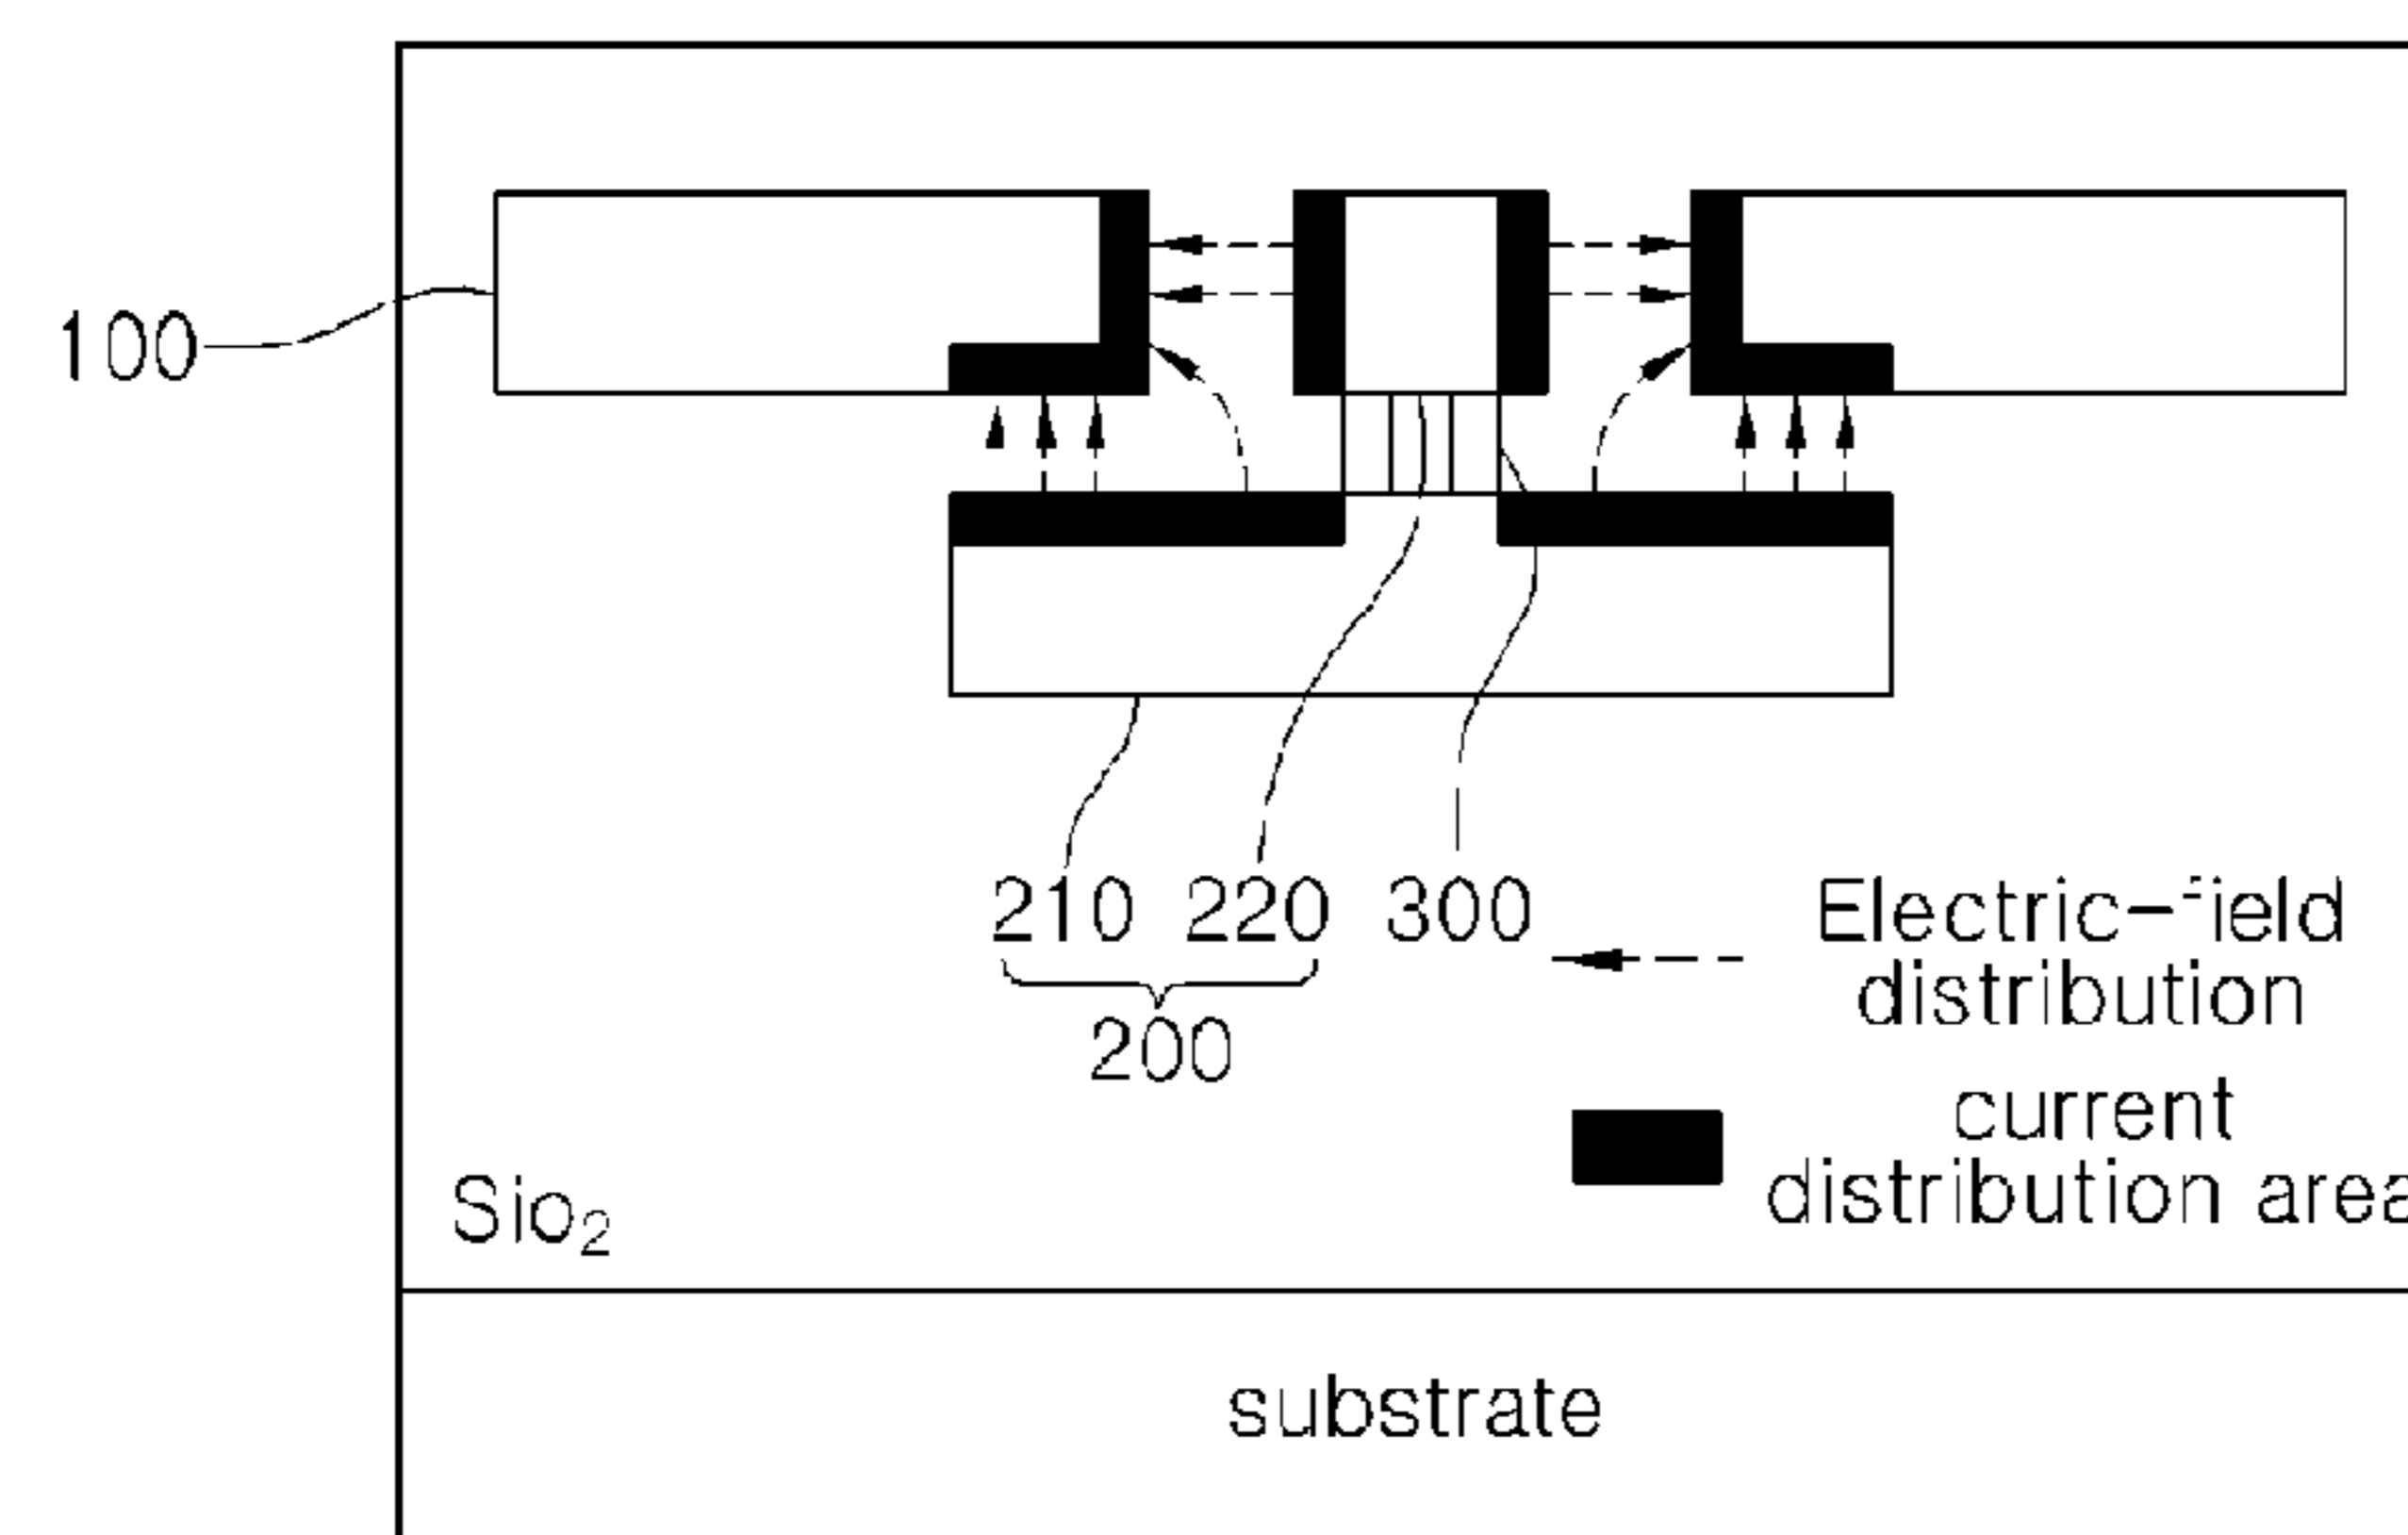 100
210 220 300
200
Electric-field
distribution
current
distribution area
Sio2
substrate